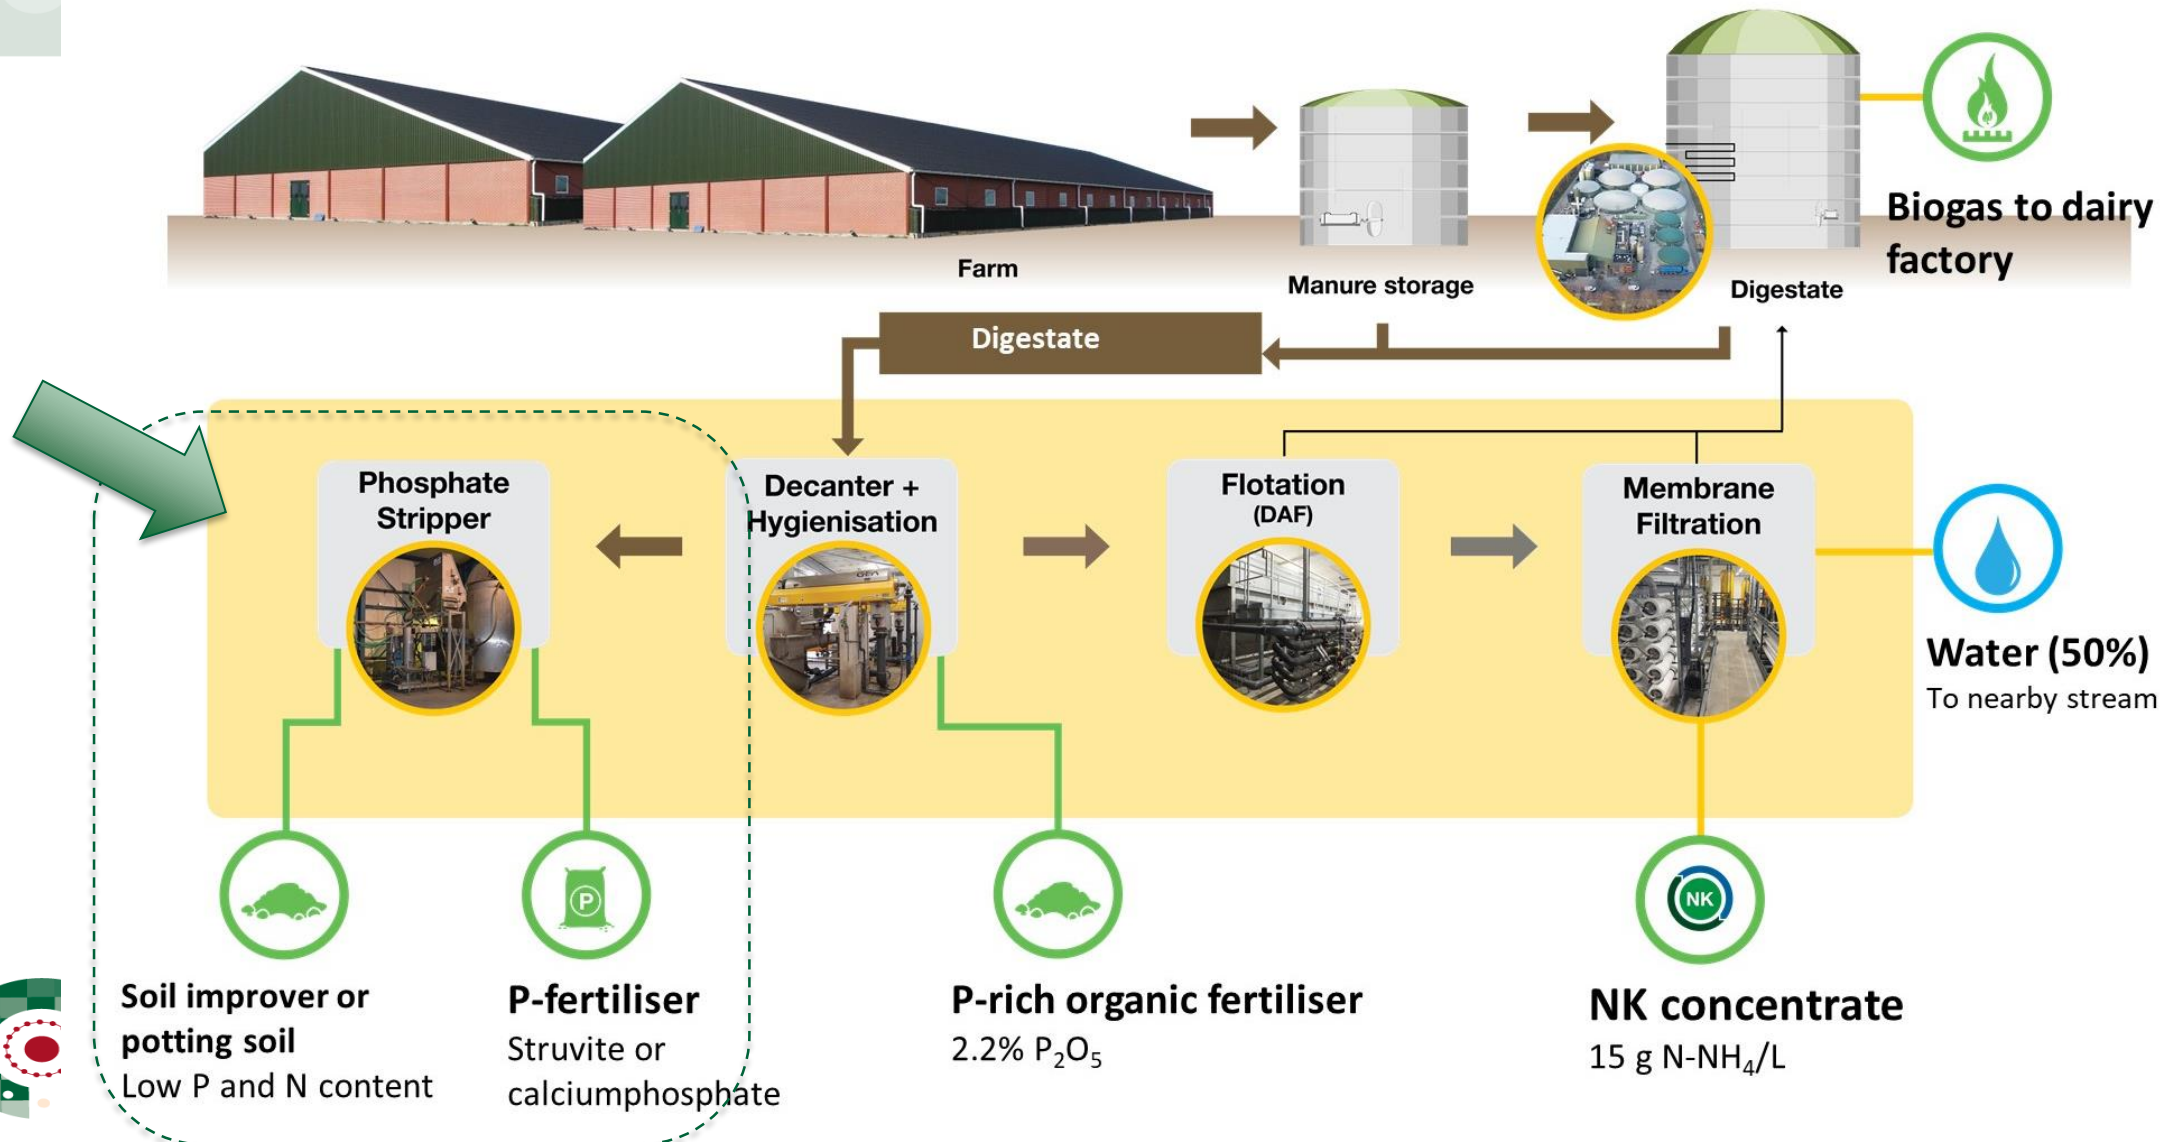 Farm
Manure storage
Digestate
Biogas to dairy
factory
Digestate
Phosphate
Stripper
Decanter +
Hygienisation
Flotation
(DAF)
Membrane
Filtration
Water (50%)
To nearby stream
P
NK
Soil improver or
potting soil
Low P and N content
P-fertiliser
Struvite or
calciumphosphate
P-rich organic fertiliser
2.2% P₂O₅
NK concentrate
15 g N-NH₄/L